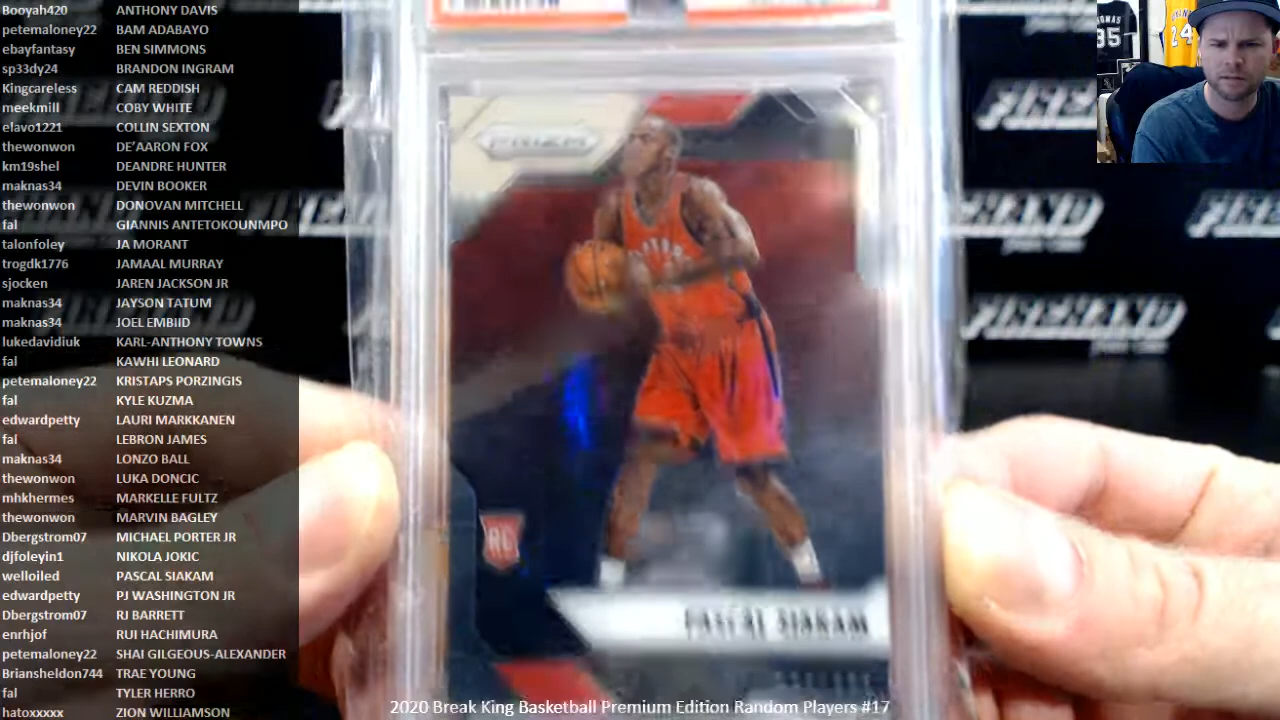 Booyah420 ANTHONY DAVIS
petemaloney22 BAM ADABAYO
ebayfantasy BEN SIMMONS
sp33dy24 BRANDON INGRAM
Kingcareless CAM REDDISH
meekmill COBY WHITE
elavo1221 COLLIN SEXTON
thewonwon DE'AARON FOX
km19shel DEANDRE HUNTER
maknas34 DEVIN BOOKER
thewonwon DONOVAN MITCHELL
fal GIANNIS ANTETOKOUNMPO
talonfoley JA MORANT
trogdk1776 JAMAAL MURRAY
sjocken JAREN JACKSON JR
maknas34 JAYSON TATUM
maknas34 JOEL EMBIID
lukedavidiuk KARL-ANTHONY TOWNS
fal KAWHI LEONARD
petemaloney22 KRISTAPS PORZINGIS
fal KYLE KUZMA
edwardpetty LAURI MARKKANEN
fal LEBRON JAMES
maknas34 LONZO BALL
thewonwon LUKA DONCIC
mhkhermes MARKELLE FULTZ
thewonwon MARVIN BAGLEY
Dbergstrom07 MICHAEL PORTER JR
djfoleyin1 NIKOLA JOKIC
welloiled PASCAL SIAKAM
edwardpetty PJ WASHINGTON JR
Dbergstrom07 RJ BARRETT
enrhjof RUI HACHIMURA
petemaloney22 SHAI GILGEOUS-ALEXANDER
Briansheldon744 TRAE YOUNG
fal TYLER HERRO
hatoxxxxx ZION WILLIAMSON
PRIZM
RC
PASCAL SIAKAM
24
FIREHAND
FIREHAND
FIREHAND
2020 Break King Basketball Premium Edition Random Players #17